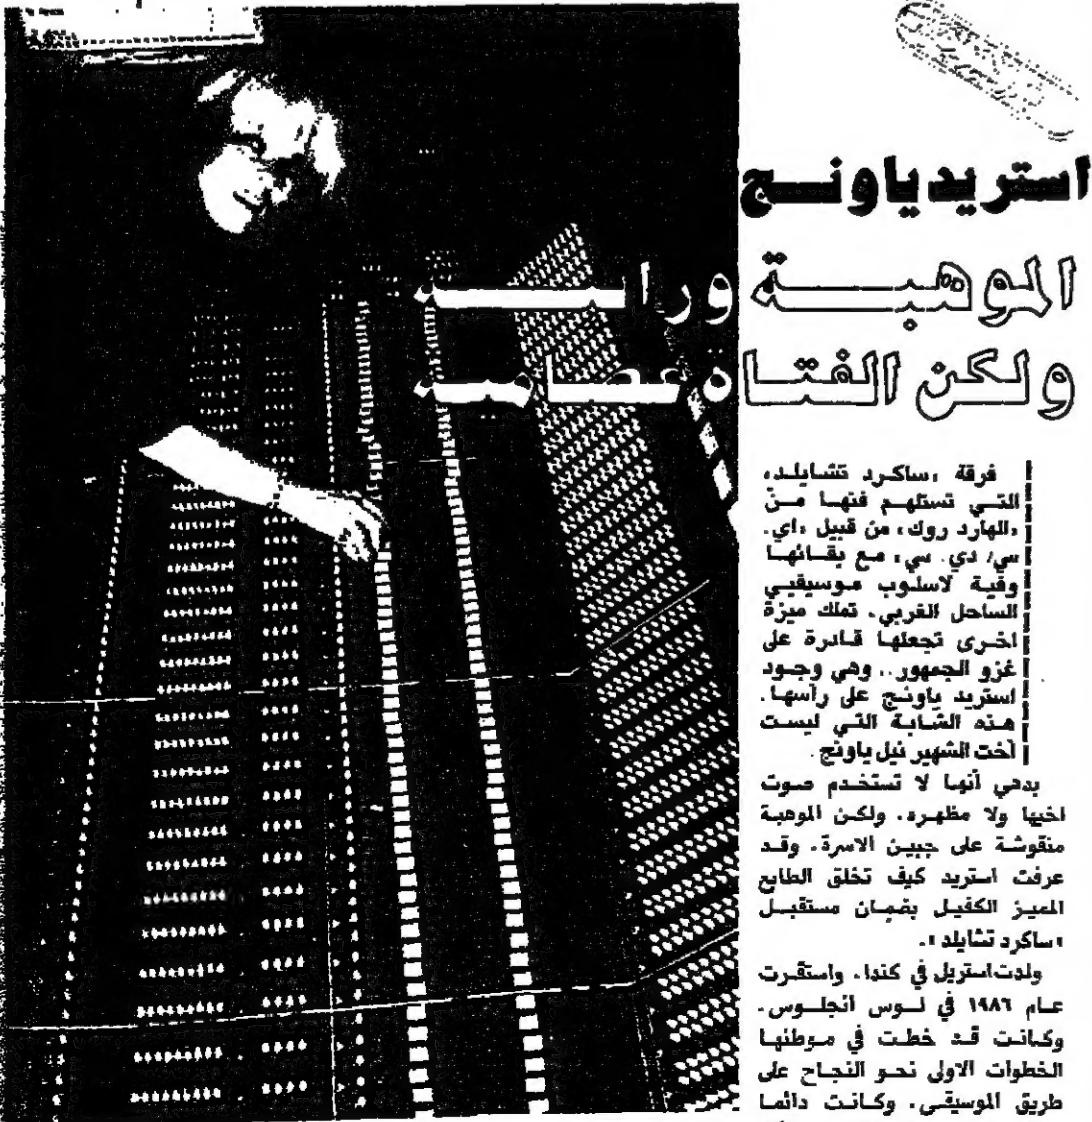 استريد ياونج
الموهبة وراثية
ولكن الفتاة عصامية
فرقة «ساكرد تشايلد»
التي تستلهم فنها من
«الهارد روك» من قبيل «اي.
سي/ دي. سي» مع بقائها
وفية لاسلوب موسيقيي
الساحل الغربي. تملك ميزة
اخرى تجعلها قادرة على
غزو الجمهور.. وهي وجود
استريد ياونج على رأسها.
هذه الشابة التي ليست
أخت الشهير نيل ياونج.
بدهي أنها لا تستخدم صوت
اخيها ولا مظهره. ولكن الموهبة
منقوشة على جبين الاسرة. وقد
عرفت استريد كيف تخلق الطابع
المميز الكفيل بضمان مستقبل
«ساكرد تشايلد».
ولدت استريل في كندا. واستقرت
عام ١٩٨٦ في لوس انجلوس.
وكانت قد خطت في موطنها
الخطوات الاولى نحو النجاح على
طريق الموسيقى. وكانت دائما